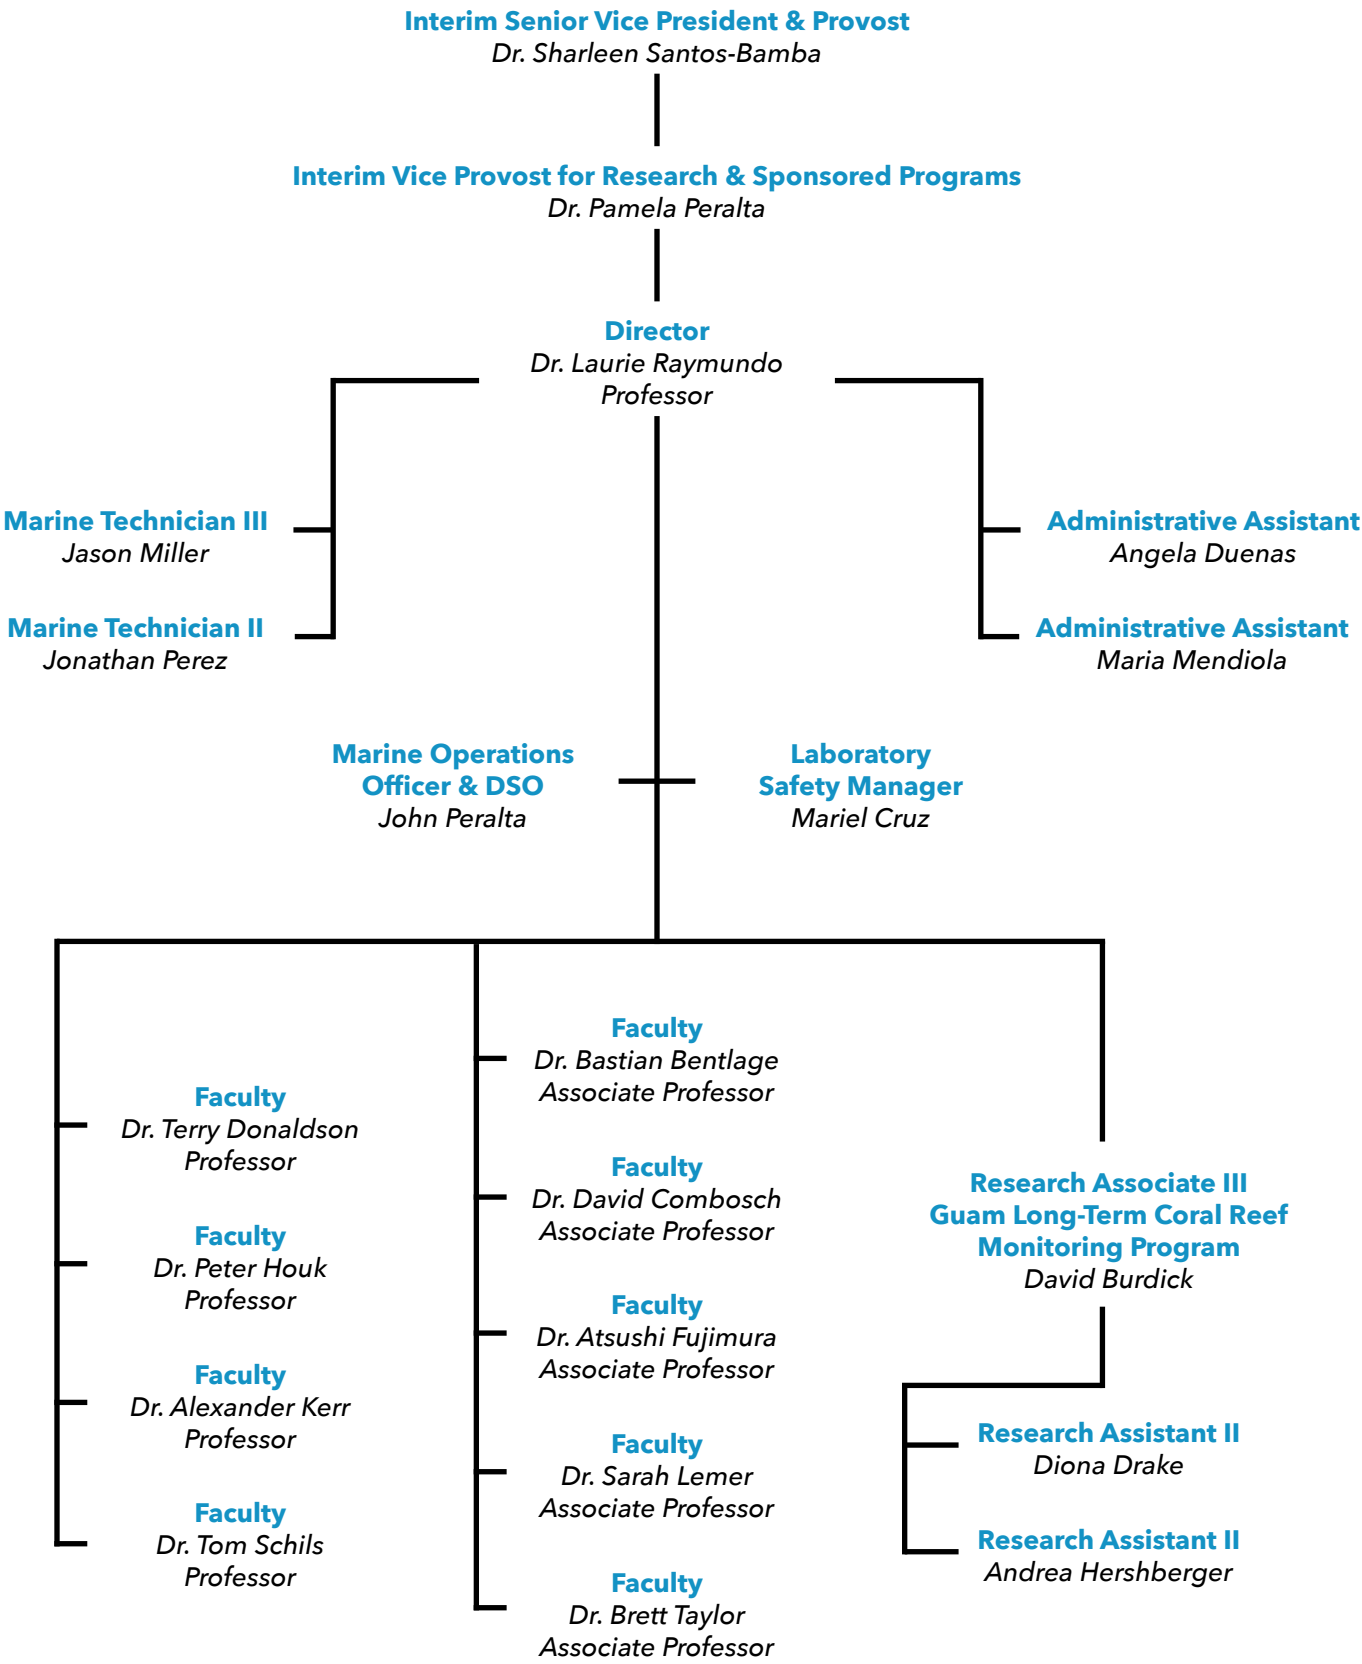 Interim Senior Vice President & Provost
Dr. Sharleen Santos-Bamba
Interim Vice Provost for Research & Sponsored Programs
Dr. Pamela Peralta
Director
Dr. Laurie Raymundo
Professor
Marine Technician III
Jason Miller
Marine Technician II
Jonathan Perez
Administrative Assistant
Angela Duenas
Administrative Assistant
Maria Mendiola
Marine Operations
Officer & DSO
John Peralta
Laboratory
Safety Manager
Mariel Cruz
Faculty
Dr. Terry Donaldson
Professor
Faculty
Dr. Peter Houk
Professor
Faculty
Dr. Alexander Kerr
Professor
Faculty
Dr. Tom Schils
Professor
Faculty
Dr. Bastian Bentlage
Associate Professor
Faculty
Dr. David Combosch
Associate Professor
Faculty
Dr. Atsushi Fujimura
Associate Professor
Faculty
Dr. Sarah Lemer
Associate Professor
Faculty
Dr. Brett Taylor
Associate Professor
Research Associate III
Guam Long-Term Coral Reef
Monitoring Program
David Burdick
Research Assistant II
Diona Drake
Research Assistant II
Andrea Hershberger